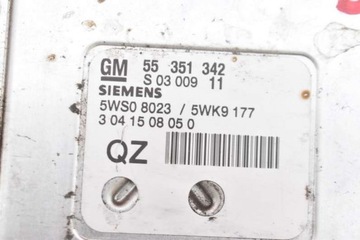 GM 55 351 342
S 03 009 11
SIEMENS
5WS0 8023 / 5WK9 177
3 04 15 08 05 0
QZ